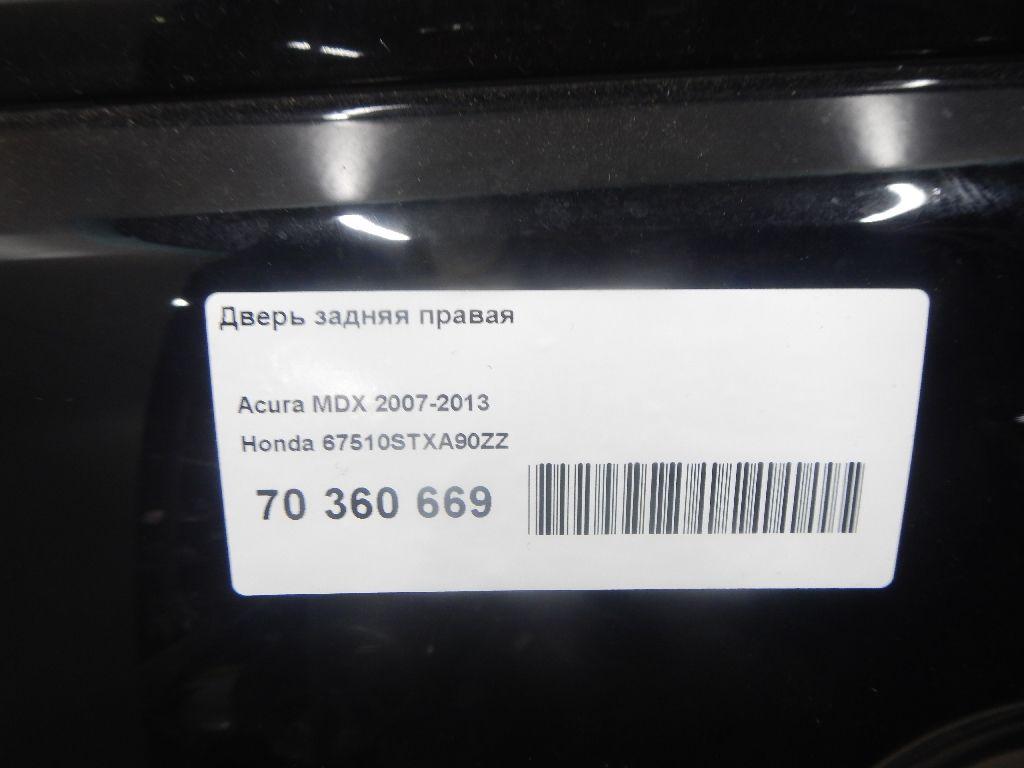 Дверь задняя правая
Acura MDX 2007-2013
Honda 67510STXA90ZZ
70 360 669